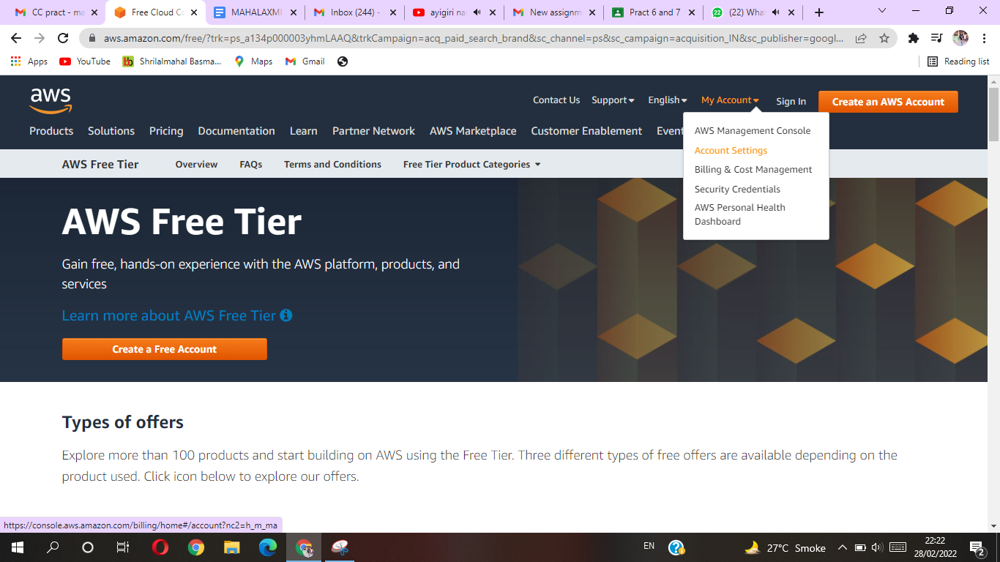 CC pract - ma
Free Cloud Co
MAHALAXMI
Inbox (244) -
ayigiri na
New assignm
Pract 6 and 7
(22) Wha
aws.amazon.com/free/?trk=ps_a134p000003yhmLAAQ&trkCampaign=acq_paid_search_brand&sc_channel=ps&sc_campaign=acquisition_IN&sc_publisher=googl...
Apps YouTube Shrilalmahal Basma... Maps Gmail Reading list
aws
Contact Us Support English My Account Sign In Create an AWS Account
Products Solutions Pricing Documentation Learn Partner Network AWS Marketplace Customer Enablement Event
AWS Management Console
Account Settings
Billing & Cost Management
Security Credentials
AWS Personal Health
Dashboard
AWS Free Tier Overview FAQs Terms and Conditions Free Tier Product Categories
AWS Free Tier
Gain free, hands-on experience with the AWS platform, products, and
services
Learn more about AWS Free Tier
Create a Free Account
Types of offers
Explore more than 100 products and start building on AWS using the Free Tier. Three different types of free offers are available depending on the
product used. Click icon below to explore our offers.
https://console.aws.amazon.com/billing/home#/account?nc2=h_m_ma
EN 27°C Smoke 22:22
28/02/2022
2